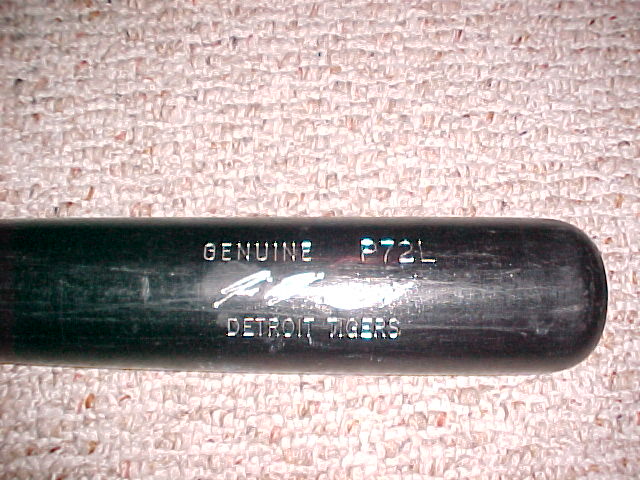 GENUINE P72L
DETROIT TIGERS